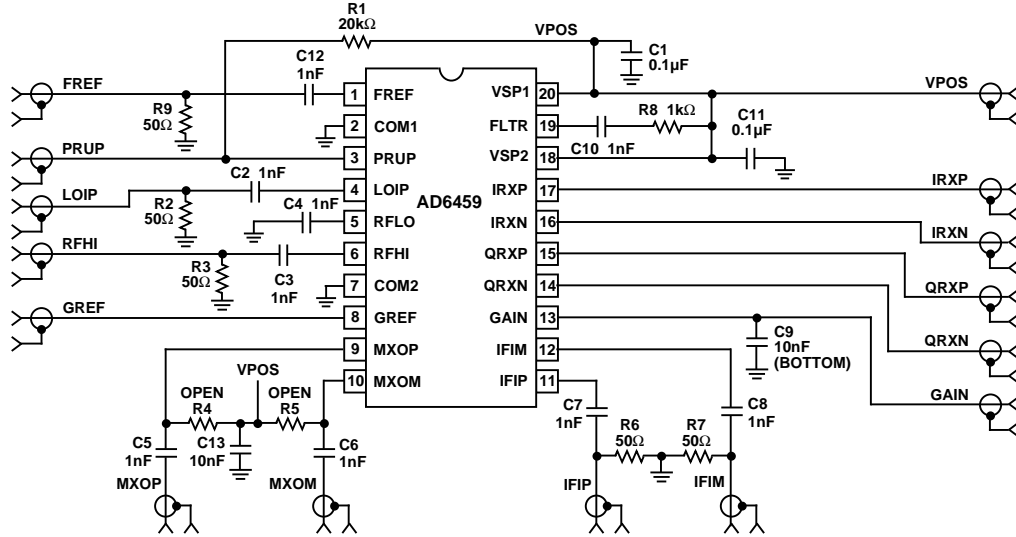 R1
20kΩ
VPOS
C1
0.1µF
C12
1nF
FREF
R9
50Ω
PRUP
C2 1nF
LOIP
R2
50Ω
C4 1nF
RFHI
R3
50Ω
C3
1nF
GREF
1 FREF
2 COM1
3 PRUP
4 LOIP
5 RFLO
6 RFHI
7 COM2
8 GREF
9 MXOP
10 MXOM
AD6459
VSP1 20
FLTR 19
VSP2 18
IRXP 17
IRXN 16
QRXP 15
QRXN 14
GAIN 13
IFIM 12
IFIP 11
R8 1kΩ
C10 1nF
C11
0.1µF
VPOS
IRXP
IRXN
QRXP
QRXN
GAIN
C9
10nF
(BOTTOM)
VPOS
OPEN
R4
OPEN
R5
C5
1nF
C13
10nF
C6
1nF
MXOP
MXOM
C7
1nF
R6
50Ω
R7
50Ω
C8
1nF
IFIP
IFIM